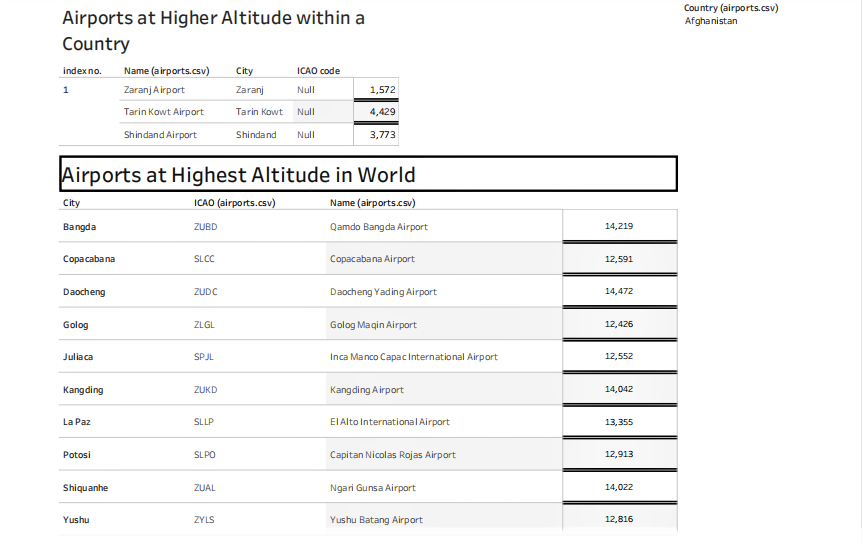 Airports at Higher Altitude within a
Country
Country (airports.csv)
Afghanistan
index no. Name (airports.csv) City ICAO code
1 Zaranj Airport Zaranj Null 1,572
Tarin Kowt Airport Tarin Kowt Null 4,429
Shindand Airport Shindand Null 3,773
Airports at Highest Altitude in World
City ICAO (airports.csv) Name (airports.csv)
Bangda ZUBD Qamdo Bangda Airport 14,219
Copacabana SLCC Copacabana Airport 12,591
Daocheng ZUDC Daocheng Yading Airport 14,472
Golog ZLGL Golog Maqin Airport 12,426
Juliaca SPJL Inca Manco Capac International Airport 12,552
Kangding ZUKD Kangding Airport 14,042
La Paz SLLP El Alto International Airport 13,355
Potosi SLPO Capitan Nicolas Rojas Airport 12,913
Shiquanhe ZUAL Ngari Gunsa Airport 14,022
Yushu ZYLS Yushu Batang Airport 12,816